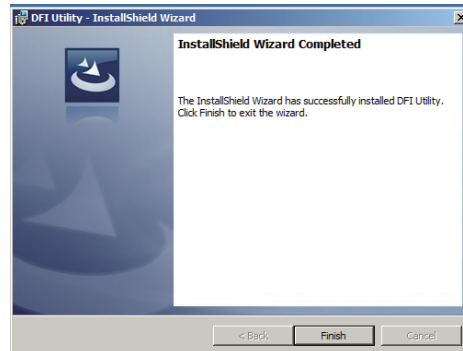 DFI Utility - InstallShield Wizard
InstallShield Wizard Completed
The InstallShield Wizard has successfully installed DFI Utility.
Click Finish to exit the wizard.
< Back
Finish
Cancel